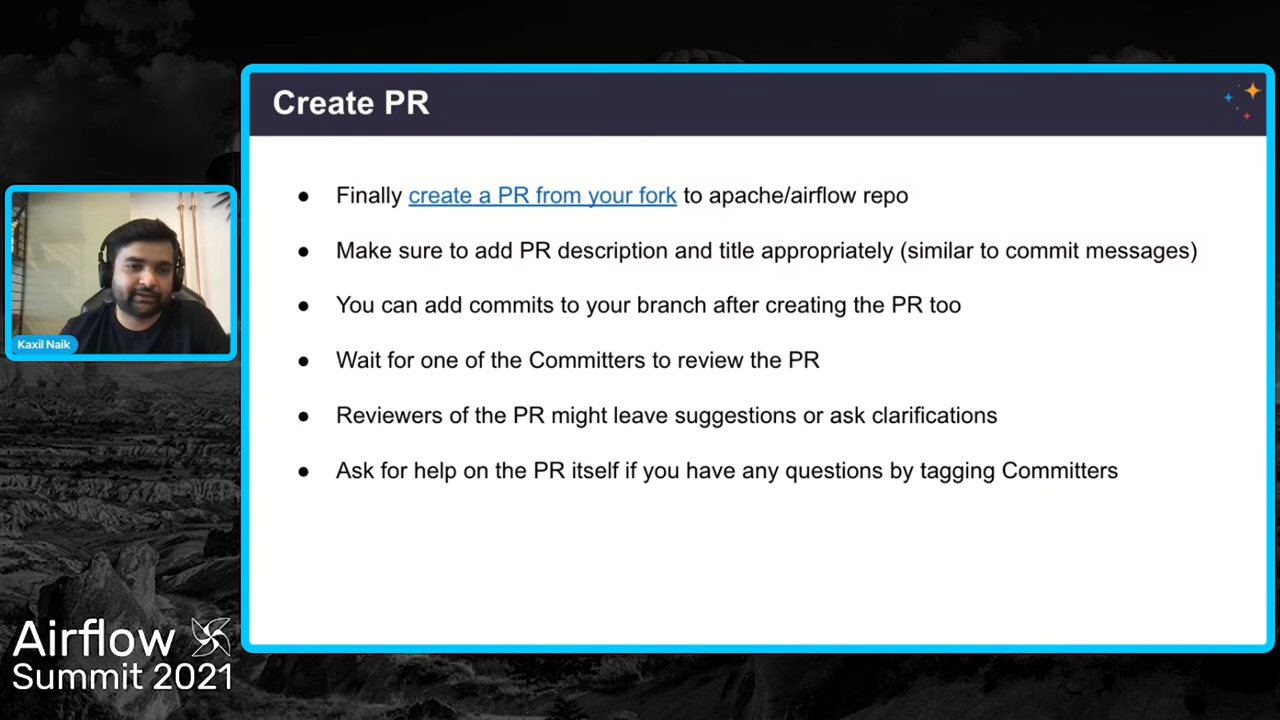 Create PR
● Finally create a PR from your fork to apache/airflow repo
● Make sure to add PR description and title appropriately (similar to commit messages)
● You can add commits to your branch after creating the PR too
● Wait for one of the Committers to review the PR
● Reviewers of the PR might leave suggestions or ask clarifications
● Ask for help on the PR itself if you have any questions by tagging Committers
Kaxil Naik
Airflow
Summit 2021